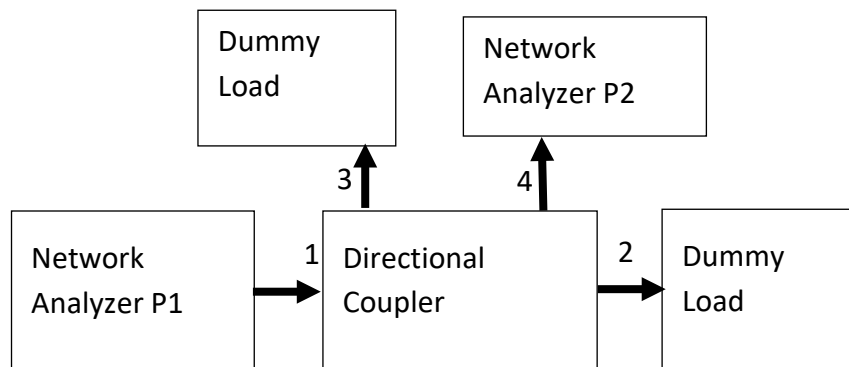 Dummy
Load
Network
Analyzer P2
3
4
Network
Analyzer P1
1
Directional
Coupler
2
Dummy
Load